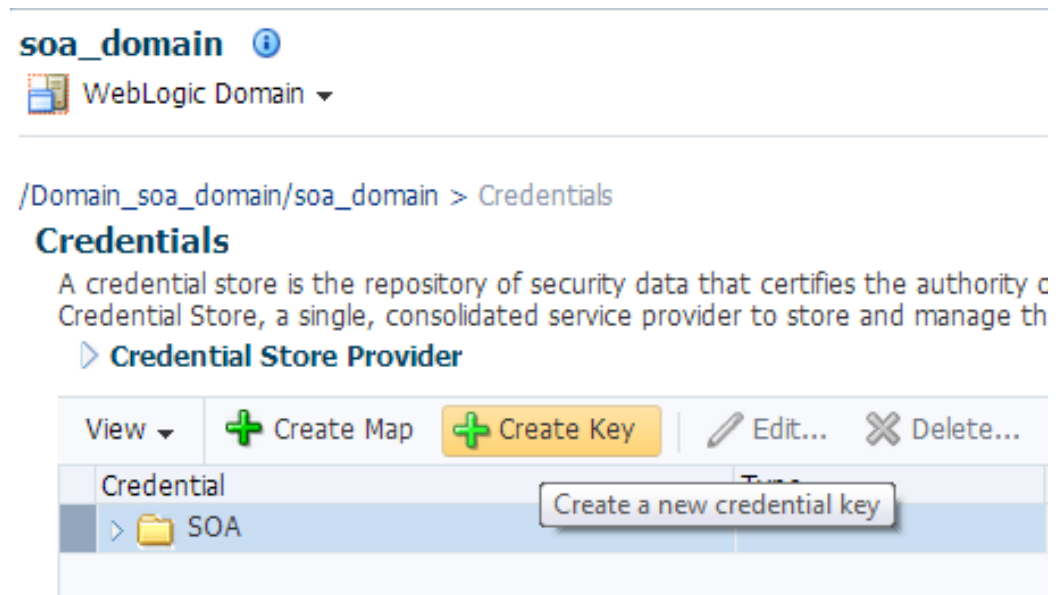 soa_domain
WebLogic Domain
/Domain_soa_domain/soa_domain > Credentials
Credentials
A credential store is the repository of security data that certifies the authority
Credential Store, a single, consolidated service provider to store and manage
Credential Store Provider
View Create Map Create Key Edit... Delete...
Credential Type
Create a new credential key
SOA